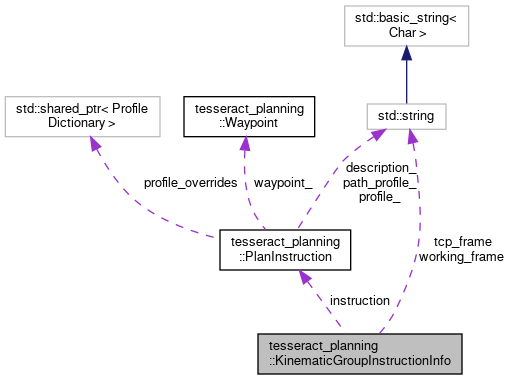 std::basic_string<
Char >
std::shared_ptr< Profile
Dictionary >
tesseract_planning
::Waypoint
std::string
profile_overrides
waypoint_
description_
path_profile_
profile_
tesseract_planning
::PlanInstruction
tcp_frame
working_frame
instruction
tesseract_planning
::KinematicGroupInstructionInfo